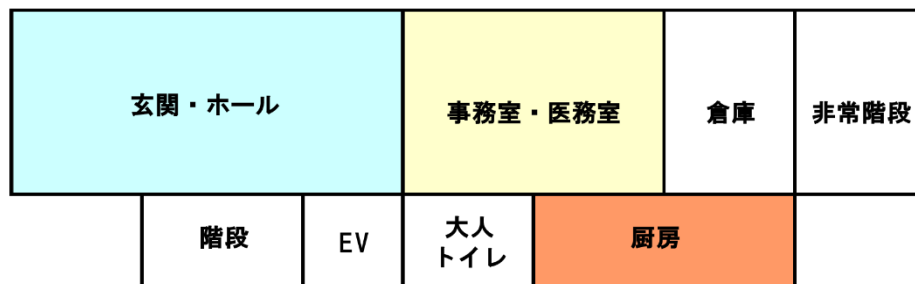 玄関・ホール
事務室・医務室
倉庫
非常階段
階段
EV
大人
トイレ
厨房